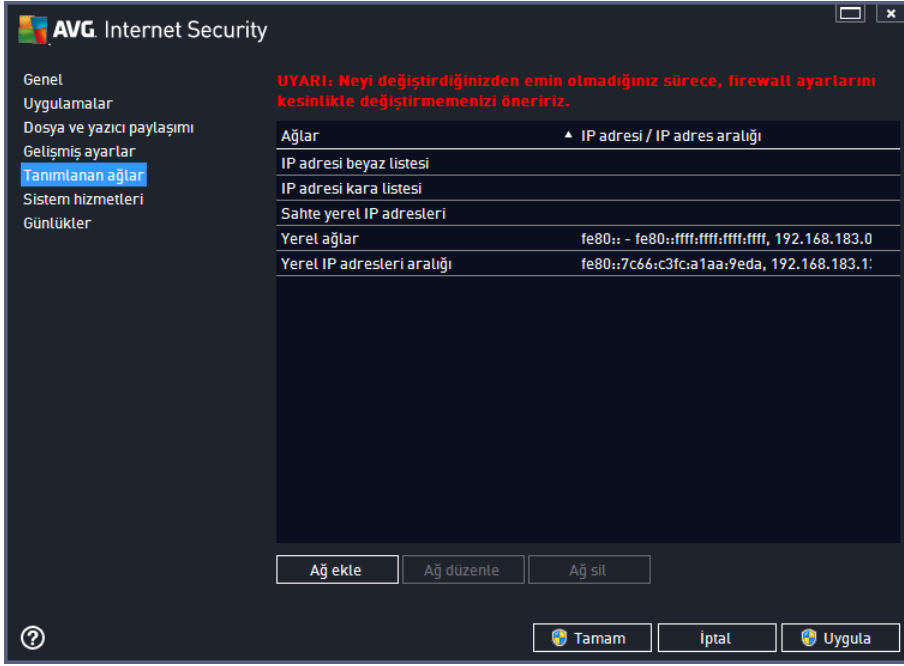 AVG. Internet Security
Genel
Uygulamalar
Dosya ve yazıcı paylaşımı
Gelişmiş ayarlar
Tanımlanan ağlar
Sistem hizmetleri
Günlükler
UYARI: Neyi değiştirdiğinizden emin olmadığınız sürece, firewall ayarlarını
kesinlikle değiştirmemenizi öneririz.
Ağlar ▲ IP adresi / IP adres aralığı
IP adresi beyaz listesi
IP adresi kara listesi
Sahte yerel IP adresleri
Yerel ağlar fe80:: - fe80::ffff:ffff:ffff:ffff, 192.168.183.0
Yerel IP adresleri aralığı fe80::7c66:c3fc:a1aa:9eda, 192.168.183.1
Ağ ekle Ağ düzenle Ağ sil
? Tamam İptal Uygula